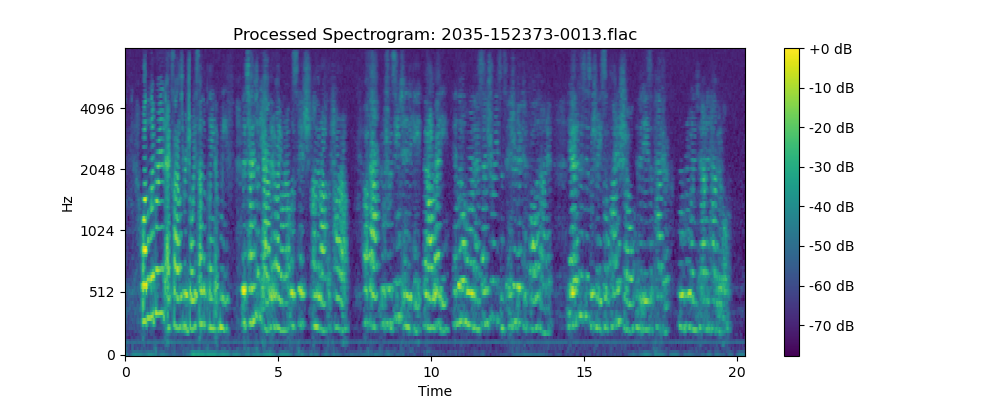 Processed Spectrogram: 2035-152373-0013.flac
Hz
4096
2048
1024
512
0
0 5 10 15 20
Time
+0 dB
-10 dB
-20 dB
-30 dB
-40 dB
-50 dB
-60 dB
-70 dB